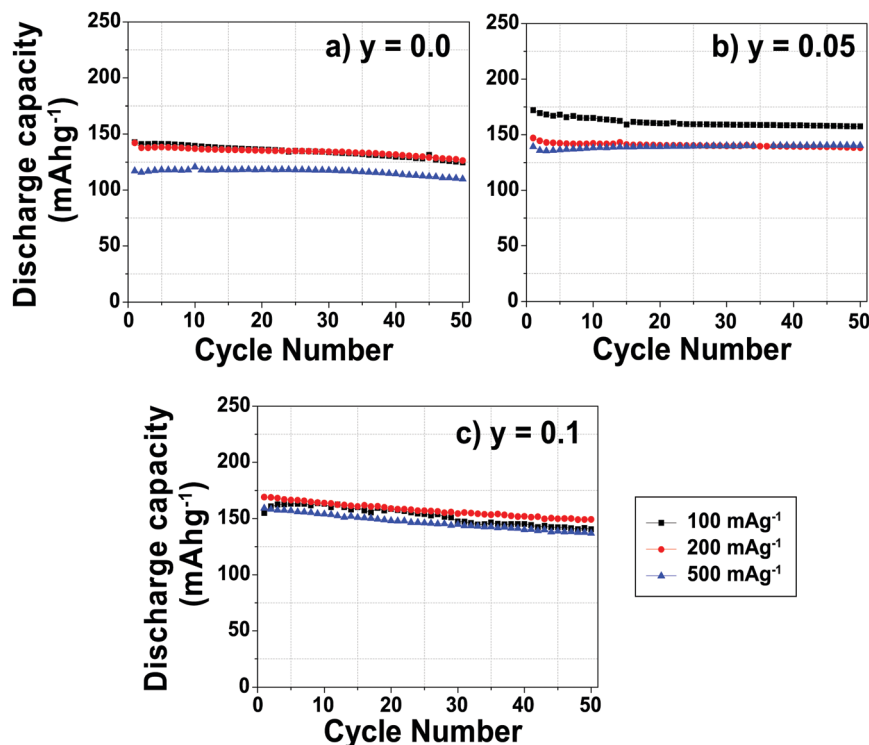 a) y = 0.0
250
200
150
100
50
0
0 10 20 30 40 50
Cycle Number
Discharge capacity
(mAhg⁻¹)
b) y = 0.05
250
200
150
100
50
0
0 10 20 30 40 50
Cycle Number
c) y = 0.1
250
200
150
100
50
0
0 10 20 30 40 50
Cycle Number
Discharge capacity
(mAhg⁻¹)
100 mAg⁻¹
200 mAg⁻¹
500 mAg⁻¹